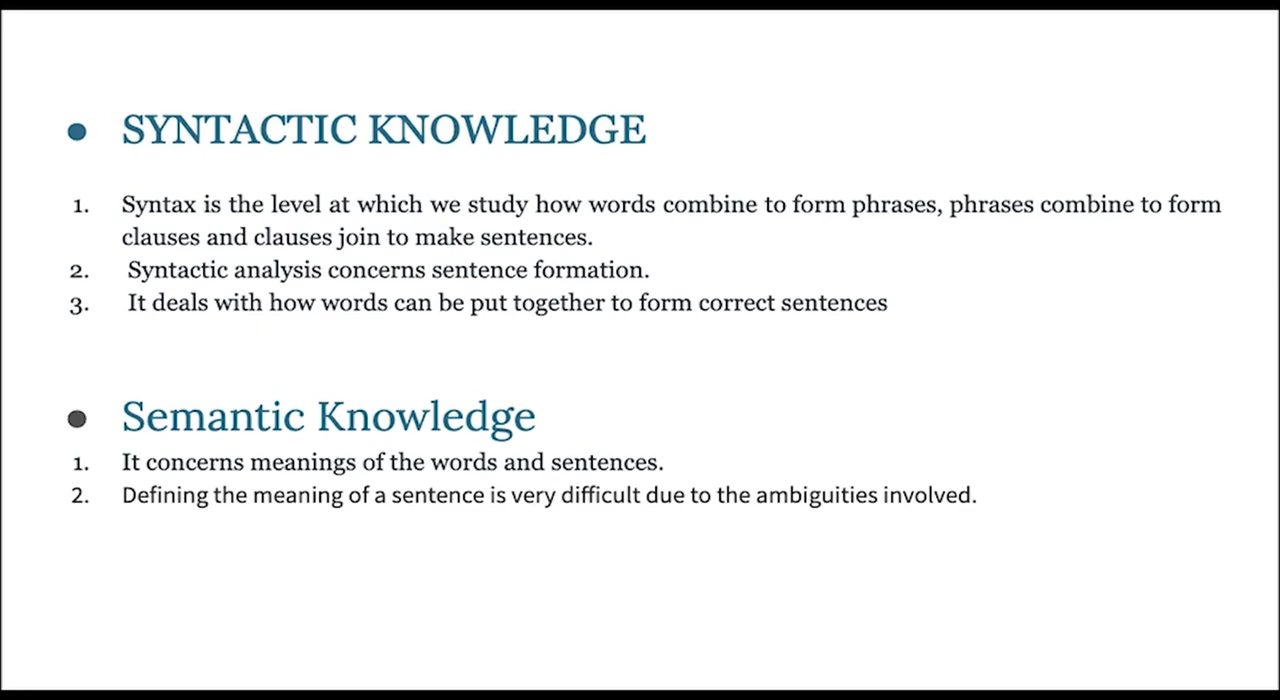 ● SYNTACTIC KNOWLEDGE
1. Syntax is the level at which we study how words combine to form phrases, phrases combine to form
clauses and clauses join to make sentences.
2. Syntactic analysis concerns sentence formation.
3. It deals with how words can be put together to form correct sentences
● Semantic Knowledge
1. It concerns meanings of the words and sentences.
2. Defining the meaning of a sentence is very difficult due to the ambiguities involved.